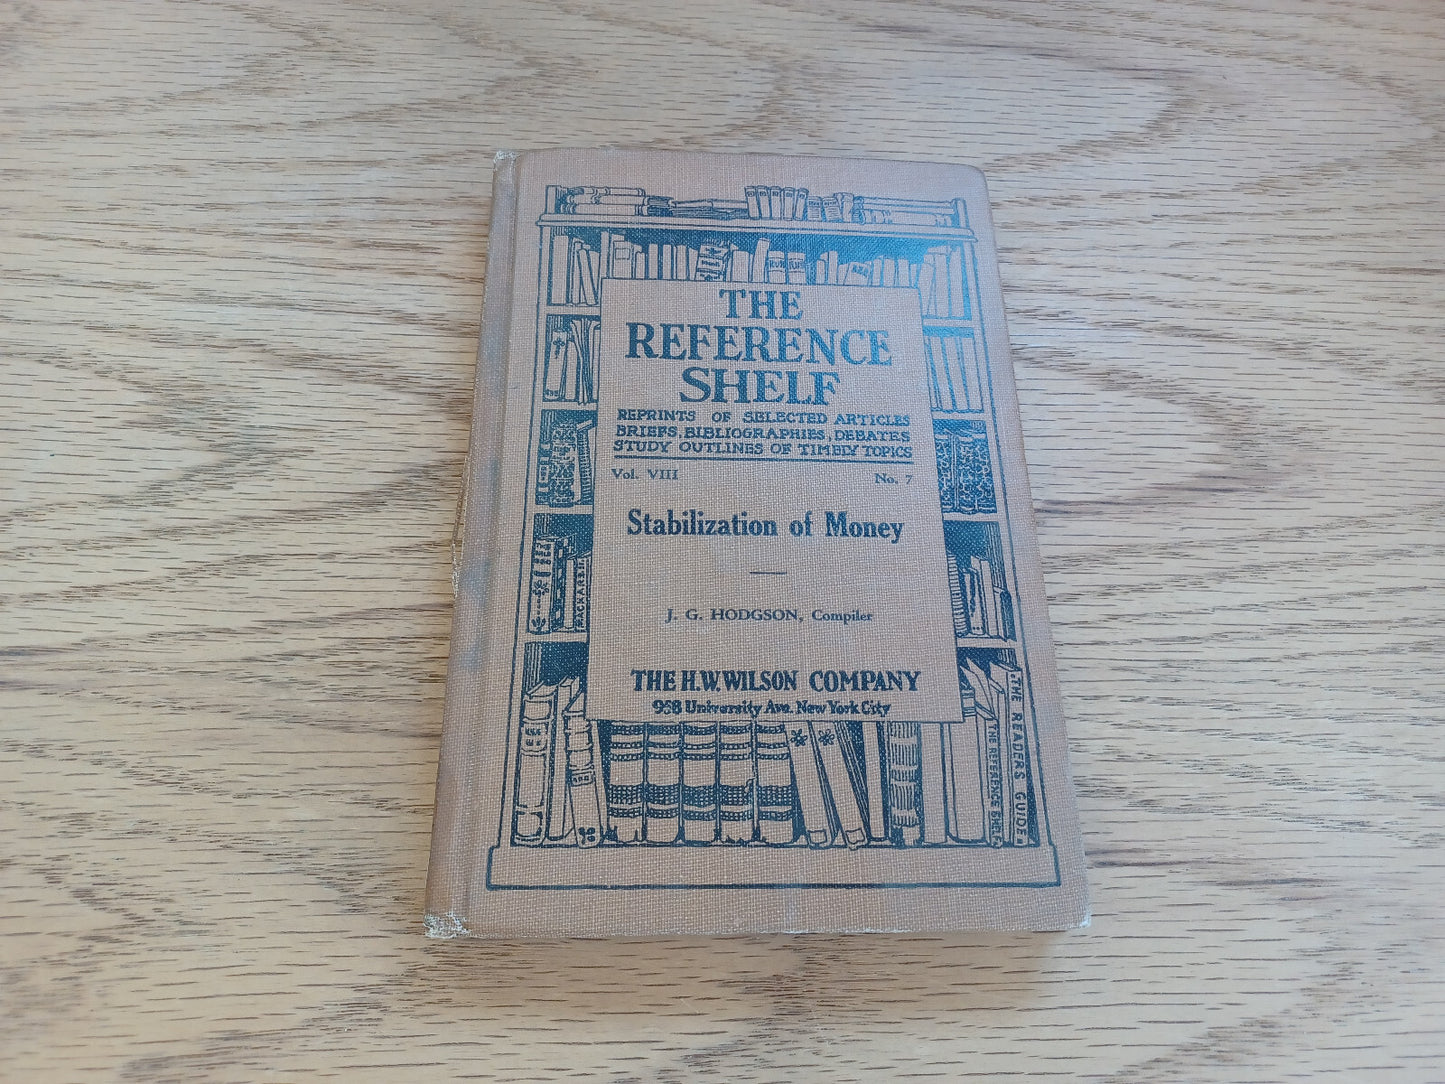 THE
REFERENCE
SHELF
REPRINTS OF SELECTED ARTICLES
BRIEFS, BIBLIOGRAPHIES, DEBATES
STUDY OUTLINES OF TIMELY TOPICS
Vol. VIII No. 7
Stabilization of Money
J. G. HODGSON, Compiler
THE H.W. WILSON COMPANY
958 University Ave. New York City
THE REFERENCE SHELF
THE READERS GUIDE